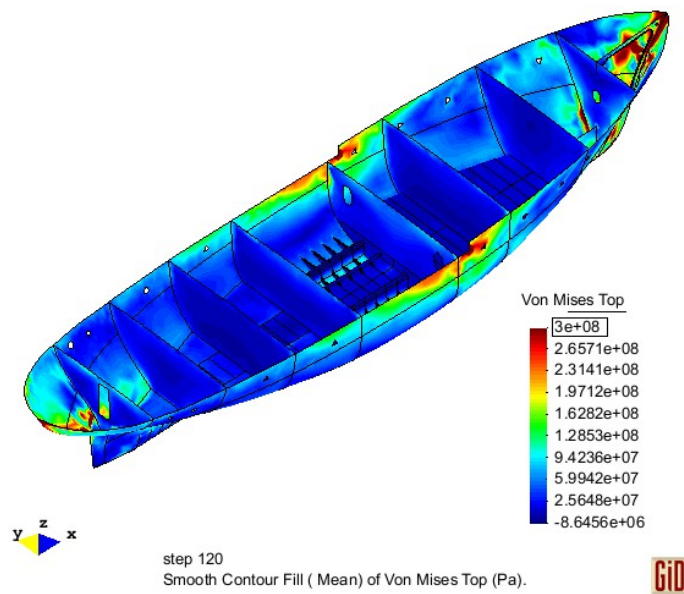 Von Mises Top
3e+08
2.6571e+08
2.3141e+08
1.9712e+08
1.6282e+08
1.2853e+08
9.4236e+07
5.9942e+07
2.5648e+07
-8.6456e+06
y z x
step 120
Smooth Contour Fill ( Mean) of Von Mises Top (Pa).
GiD